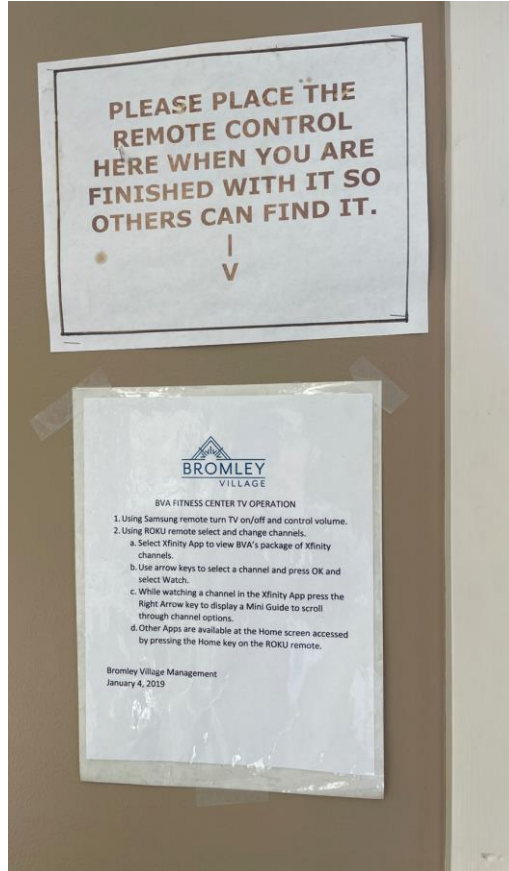 PLEASE PLACE THE
REMOTE CONTROL
HERE WHEN YOU ARE
FINISHED WITH IT SO
OTHERS CAN FIND IT.
|
V
BROMLEY
VILLAGE
BVA FITNESS CENTER TV OPERATION
1. Using Samsung remote turn TV on/off and control volume.
2. Using ROKU remote select and change channels.
a. Select Xfinity App to view BVA's package of Xfinity
channels.
b. Use arrow keys to select a channel and press OK and
select Watch.
c. While watching a channel in the Xfinity App press the
Right Arrow key to display a Mini Guide to scroll
through channel options.
d. Other Apps are available at the Home screen accessed
by pressing the Home key on the ROKU remote.
Bromley Village Management
January 4, 2019